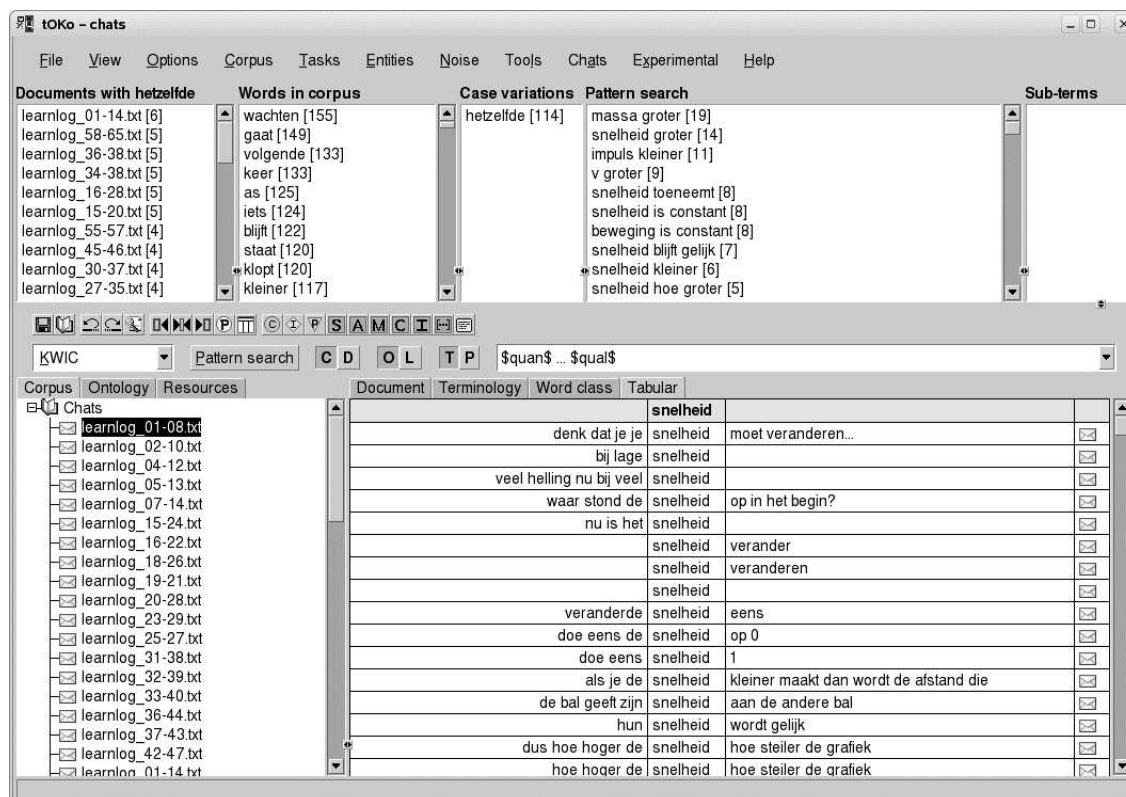 tOKo – chats
File View Options Corpus Tasks Entities Noise Tools Chats Experimental Help
Documents with hetzelfde
learnlog_01-14.txt [6]
learnlog_58-65.txt [5]
learnlog_36-38.txt [5]
learnlog_34-38.txt [5]
learnlog_16-28.txt [5]
learnlog_15-20.txt [5]
learnlog_55-57.txt [4]
learnlog_45-46.txt [4]
learnlog_30-37.txt [4]
learnlog_27-35.txt [4]
Words in corpus
wachten [155]
gaat [149]
volgende [133]
keer [133]
as [125]
iets [124]
blijft [122]
staat [120]
klopt [120]
kleiner [117]
Case variations
hetzelfde [114]
Pattern search
massa groter [19]
snelheid groter [14]
impuls kleiner [11]
v groter [9]
snelheid toeneemt [8]
snelheid is constant [8]
beweging is constant [8]
snelheid blijft gelijk [7]
snelheid kleiner [6]
snelheid hoe groter [5]
Sub-terms
P C I P S A M C I H
KWIC Pattern search C D O L T P $quan$ ... $qual$
Corpus Ontology Resources
Chats
learnlog_01-08.txt
learnlog_02-10.txt
learnlog_04-12.txt
learnlog_05-13.txt
learnlog_07-14.txt
learnlog_15-24.txt
learnlog_16-22.txt
learnlog_18-26.txt
learnlog_19-21.txt
learnlog_20-28.txt
learnlog_23-29.txt
learnlog_25-27.txt
learnlog_31-38.txt
learnlog_32-39.txt
learnlog_33-40.txt
learnlog_36-44.txt
learnlog_37-43.txt
learnlog_42-47.txt
learnlog_01-14.txt
Document Terminology Word class Tabular
snelheid
denk dat je je snelheid moet veranderen...
bij lage snelheid
veel helling nu bij veel snelheid
waar stond de snelheid op in het begin?
nu is het snelheid
snelheid verander
snelheid veranderen
snelheid
veranderde snelheid eens
doe eens de snelheid op 0
doe eens snelheid 1
als je de snelheid kleiner maakt dan wordt de afstand die
de bal geeft zijn snelheid aan de andere bal
hun snelheid wordt gelijk
dus hoe hoger de snelheid hoe steiler de grafiek
hoe hoger de snelheid hoe steiler de grafiek